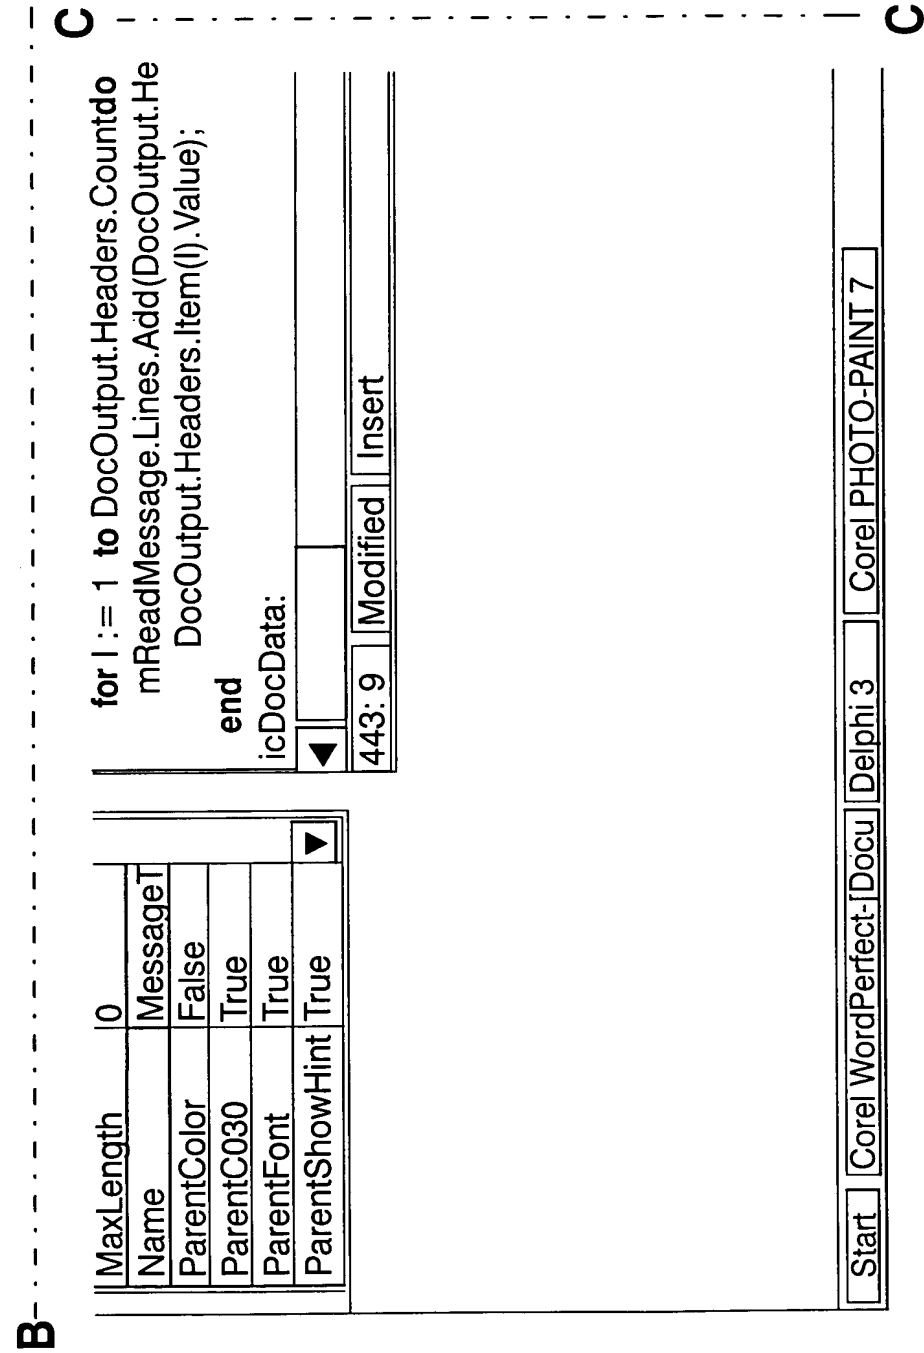 B
C
for I := 1 to DocOutput.Headers.Countdo
mReadMessage.Lines.Add(DocOutput.He
DocOutput.Headers.Item(I).Value);
end
icDocData:
443: 9 Modified Insert
MaxLength 0
Name MessageT
ParentColor False
ParentC030 True
ParentFont True
ParentShowHint True
Start Corel WordPerfect-[Docu Delphi 3 Corel PHOTO-PAINT 7
C